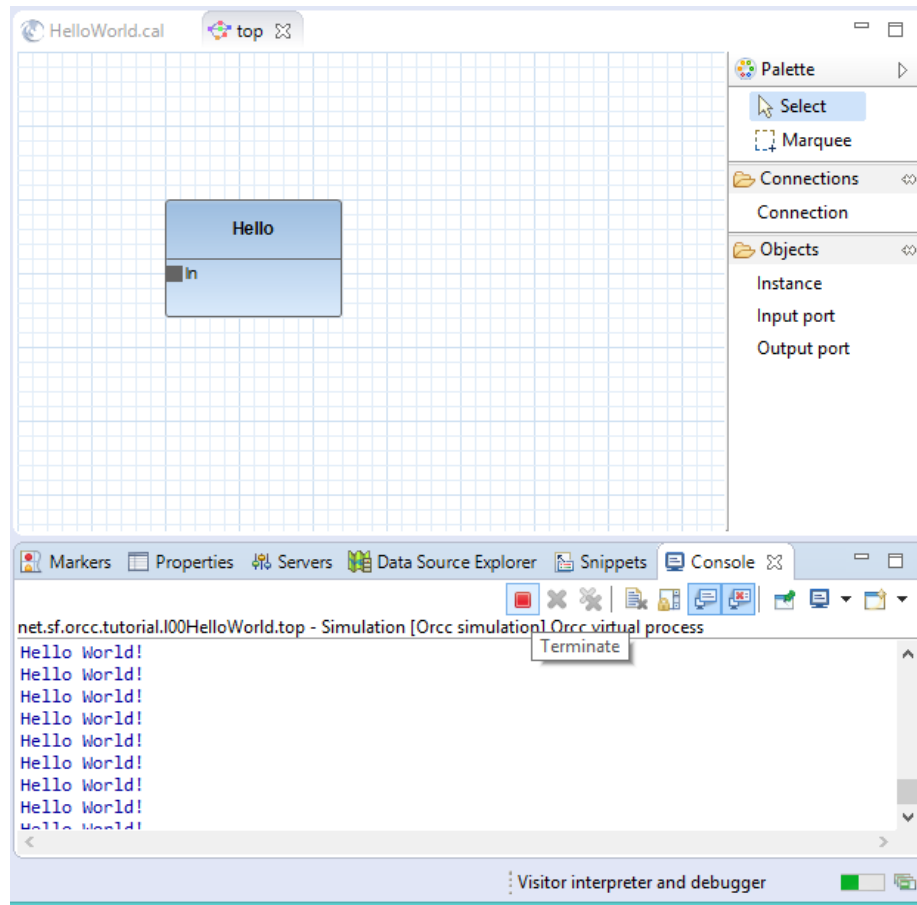 HelloWorld.cal top
Palette
Select
Marquee
Connections
Connection
Objects
Instance
Input port
Output port
Hello
In
Markers Properties Servers Data Source Explorer Snippets Console
net.sf.orcc.tutorial.l00HelloWorld.top - Simulation [Orcc simulation] Orcc virtual process
Terminate
Hello World!
Hello World!
Hello World!
Hello World!
Hello World!
Hello World!
Hello World!
Hello World!
Hello World!
Visitor interpreter and debugger